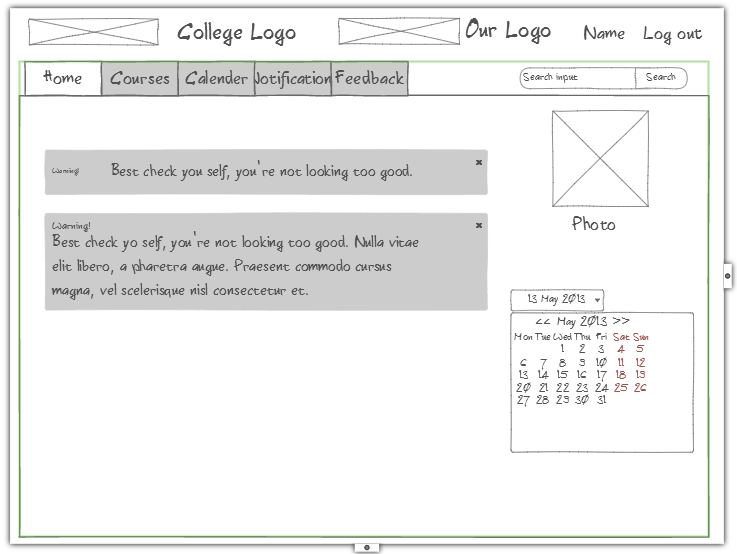 College Logo Our Logo Name Log out
Home Courses Calender Notification Feedback Search input Search
Warning! Best check you self, you're not looking too good. x
Photo
Warning! x
Best check yo self, you're not looking too good. Nulla vitae
elit libero, a pharetra augue. Praesent commodo cursus
magna, vel scelerisque nisl consectetur et.
13 May 2013
<< May 2013 >>
Mon Tue Wed Thu Fri Sat Sun
1 2 3 4 5
6 7 8 9 10 11 12
13 14 15 16 17 18 19
20 21 22 23 24 25 26
27 28 29 30 31